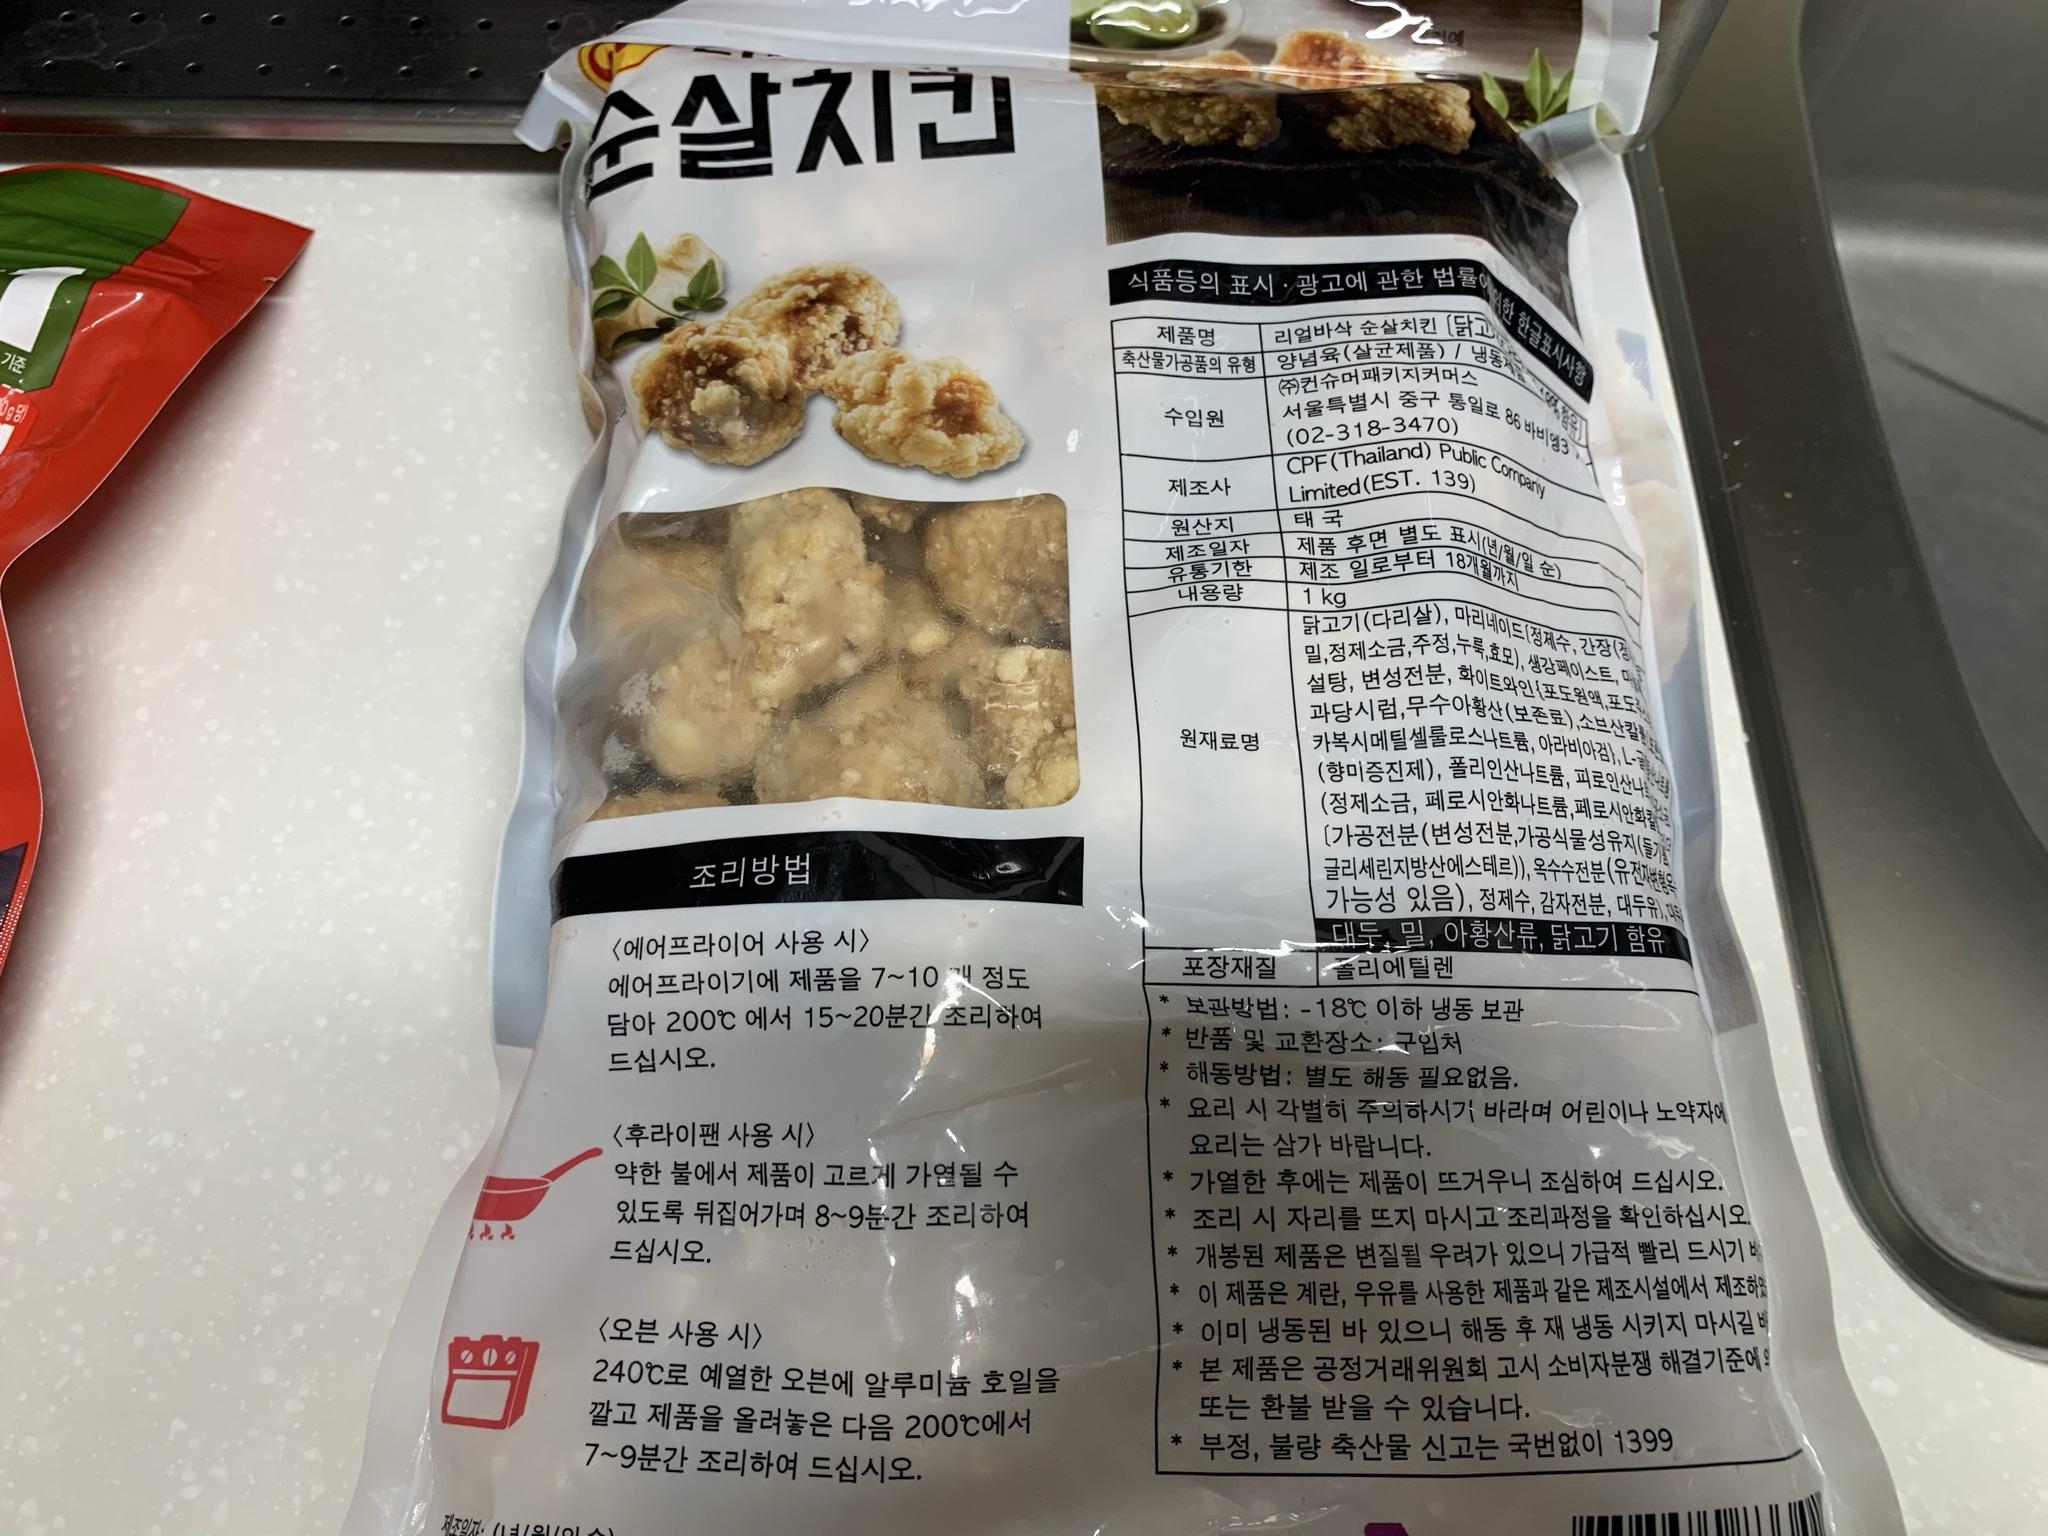 순살치킨
기준
식품등의 표시·광고에 관한 법률에 의한 한글표시사항
제품명 리얼바삭 순살치킨
축산물가공품의 유형 양념육(살균제품) / 냉동제품
수입원 ㈜컨슈머패키지커머스
서울특별시 중구 통일로 86 바비엥3
(02-318-3470)
제조사 CPF(Thailand) Public Company
Limited(EST. 139)
원산지 태국
제조일자 제품 후면 별도 표시(년/월/일 순)
유통기한 제조 일로부터 18개월까지
내용량 1 kg
원재료명 닭고기(다리살), 마리네이드{정제수, 간장(
밀,정제소금,주정,누룩,효모), 생강페이스트,
설탕, 변성전분, 화이트와인{포도원액,
과당시럽,무수아황산(보존료),소브산칼륨
카복시메틸셀룰로스나트륨, 아라비아검}, L-
(향미증진제), 폴리인산나트륨,
(정제소금, 페로시안화나트륨,
{가공전분(변성전분,가공식물성유지(
글리세린지방산에스테르)), 옥수수전분(유전자변형
가능성 있음), 정제수, 감자전분, 대두유},
대두, 밀, 아황산류, 닭고기 함유
포장재질 폴리에틸렌
* 보관방법: -18℃ 이하 냉동 보관
* 반품 및 교환장소: 구입처
* 해동방법: 별도 해동 필요없음.
* 요리 시 각별히 주의하시기 바라며 어린이나 노약자에
요리는 삼가 바랍니다.
* 가열한 후에는 제품이 뜨거우니 조심하여 드십시오.
* 조리 시 자리를 뜨지 마시고 조리과정을 확인하십시오.
* 개봉된 제품은 변질될 우려가 있으니 가급적 빨리 드시기
* 이 제품은 계란, 우유를 사용한 제품과 같은 제조시설에서
* 이미 냉동된 바 있으니 해동 후 재 냉동 시키지 마시길
* 본 제품은 공정거래위원회 고시 소비자분쟁 해결기준에
또는 환불 받을 수 있습니다.
* 부정, 불량 축산물 신고는 국번없이 1399
조리방법
<에어프라이어 사용 시>
에어프라이기에 제품을 7~10 개 정도
담아 200℃ 에서 15~20분간 조리하여
드십시오.
<후라이팬 사용 시>
약한 불에서 제품이 고르게 가열될 수
있도록 뒤집어가며 8~9분간 조리하여
드십시오.
<오븐 사용 시>
240℃로 예열한 오븐에 알루미늄 호일을
깔고 제품을 올려놓은 다음 200℃에서
7~9분간 조리하여 드십시오.
제조일자: (년/월/일 순)